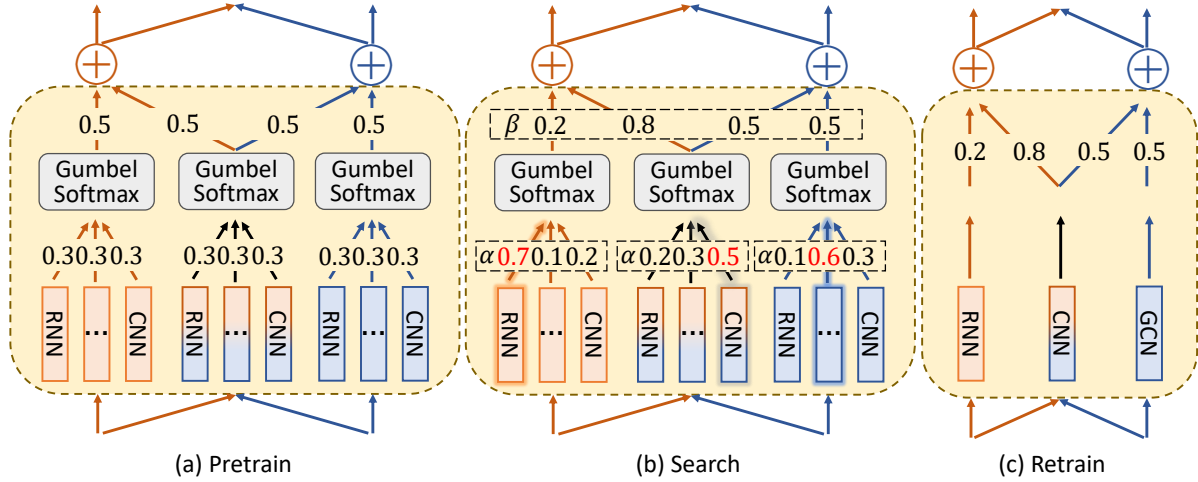 0.5 0.5 0.5 0.5
Gumbel Softmax
Gumbel Softmax
Gumbel Softmax
0.3 0.3 0.3
0.3 0.3 0.3
0.3 0.3 0.3
RNN ... CNN
RNN ... CNN
RNN ... CNN
(a) Pretrain
β 0.2 0.8 0.5 0.5
Gumbel Softmax
Gumbel Softmax
Gumbel Softmax
α 0.7 0.1 0.2
α 0.2 0.3 0.5
α 0.1 0.6 0.3
RNN ... CNN
RNN ... CNN
RNN ... CNN
(b) Search
0.2 0.8 0.5 0.5
RNN
CNN
GCN
(c) Retrain